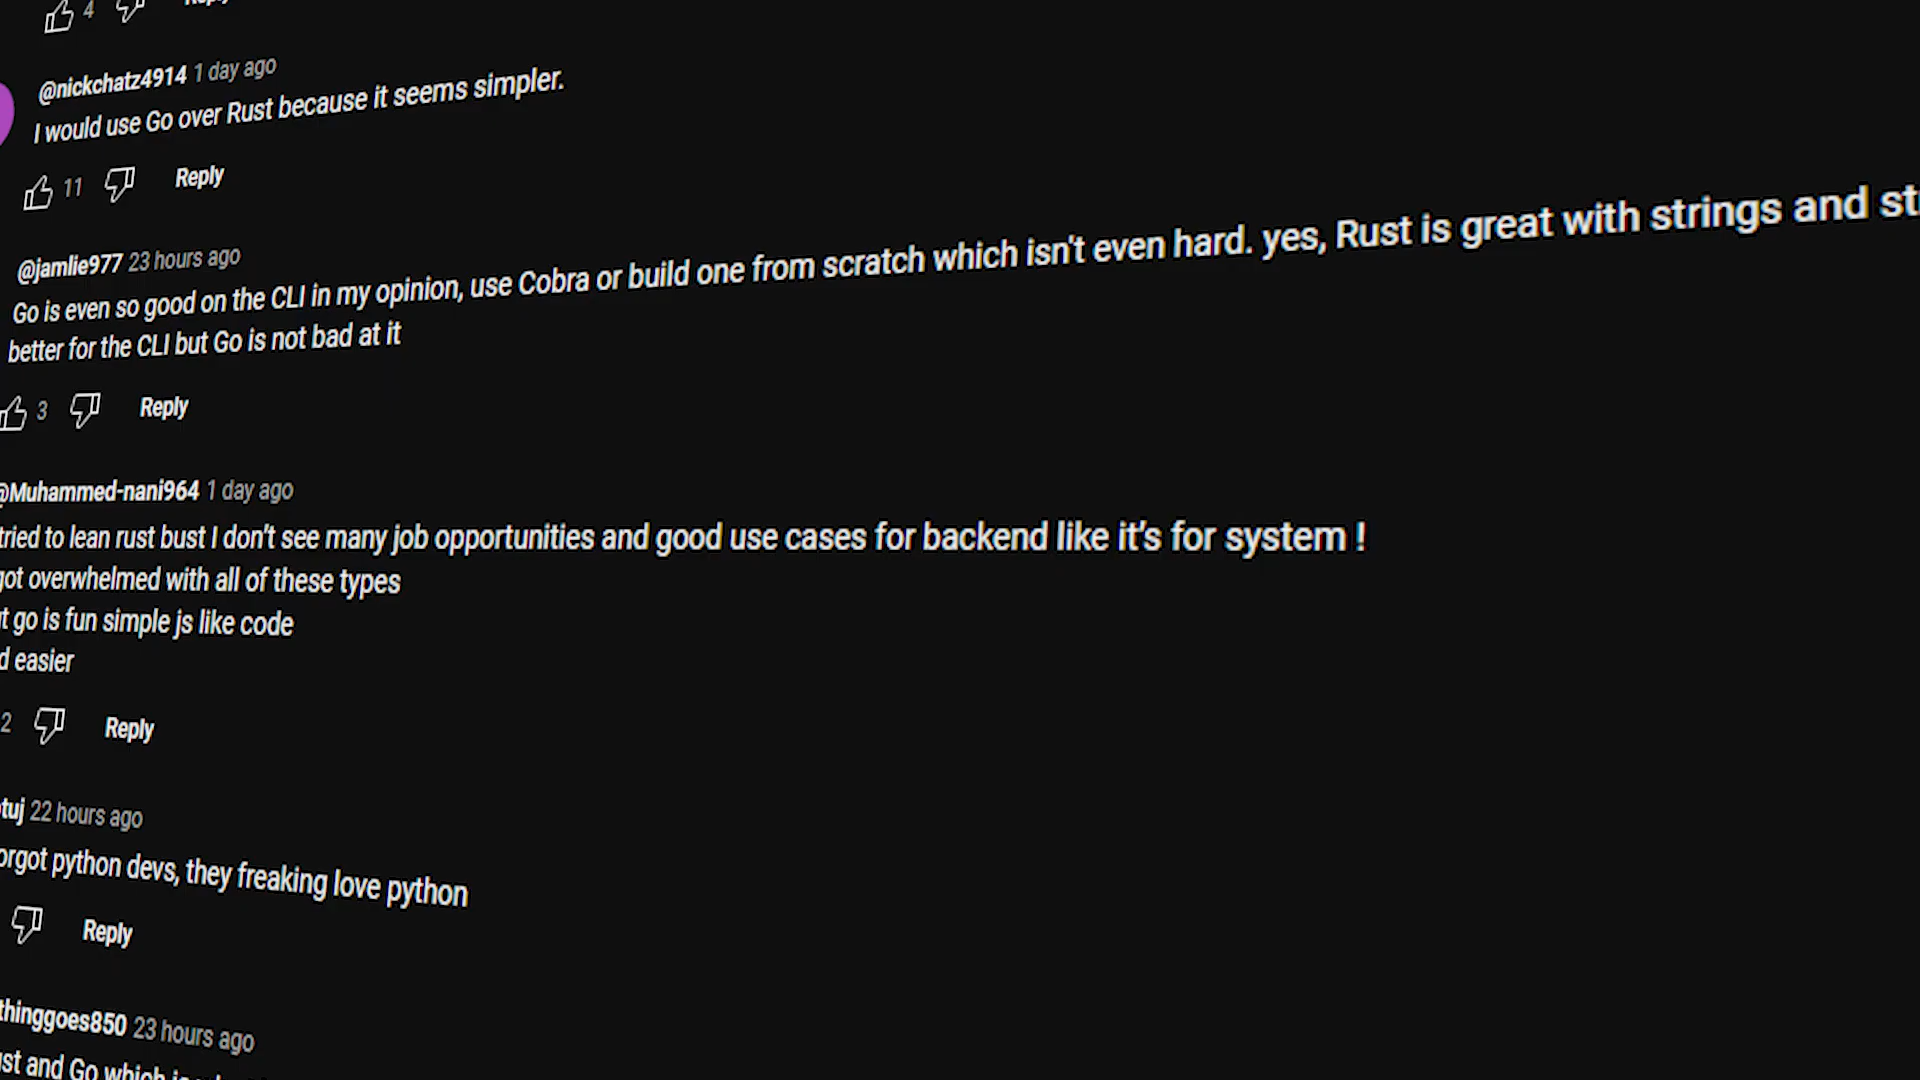 4 Reply
@nickchatz4914 1 day ago
I would use Go over Rust because it seems simpler.
11 Reply
@jamlie977 23 hours ago
Go is even so good on the CLI in my opinion, use Cobra or build one from scratch which isn't even hard. yes, Rust is great with strings and
better for the CLI but Go is not bad at it
3 Reply
@Muhammed-nani964 1 day ago
tried to lean rust bust I don't see many job opportunities and good use cases for backend like it's for system !
got overwhelmed with all of these types
go is fun simple js like code
easier
2 Reply
tuj 22 hours ago
orgot python devs, they freaking love python
Reply
thinggoes850 23 hours ago
and Go which